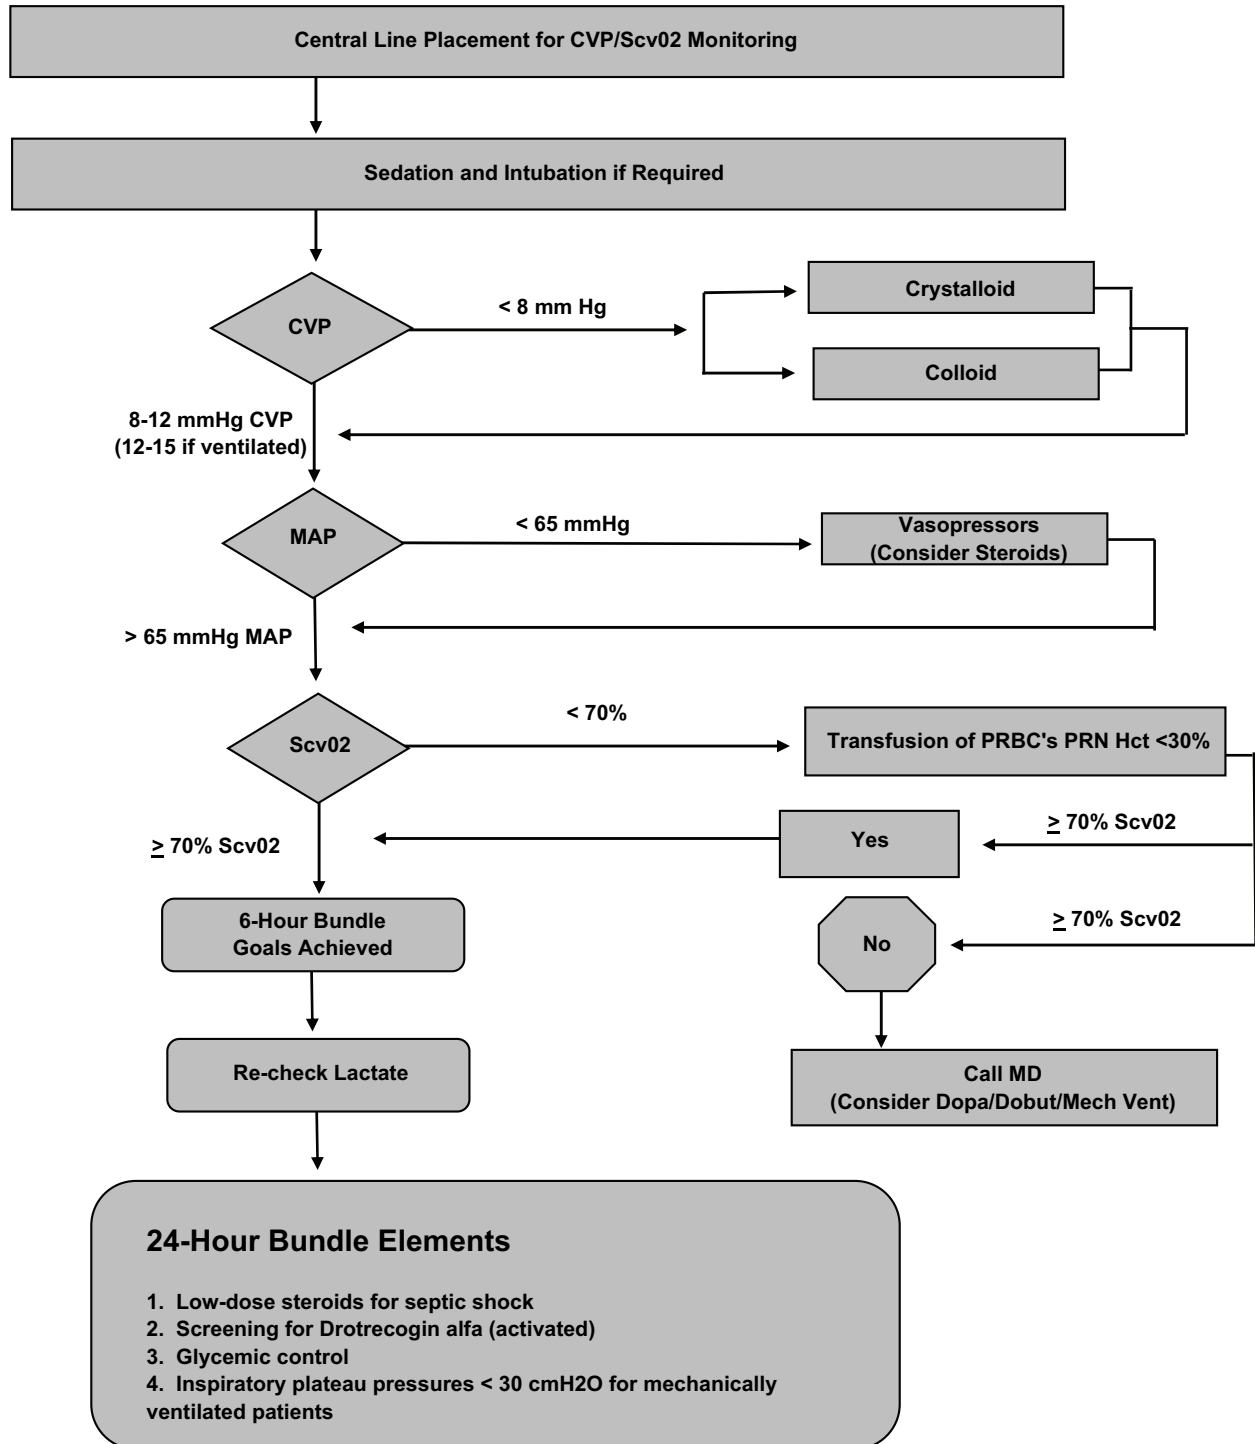 Central Line Placement for CVP/Scv02 Monitoring
Sedation and Intubation if Required
CVP
< 8 mm Hg
Crystalloid
Colloid
8-12 mmHg CVP
(12-15 if ventilated)
MAP
< 65 mmHg
Vasopressors
(Consider Steroids)
> 65 mmHg MAP
Scv02
< 70%
Transfusion of PRBC's PRN Hct <30%
≥ 70% Scv02
Yes
≥ 70% Scv02
6-Hour Bundle
Goals Achieved
No
≥ 70% Scv02
Re-check Lactate
Call MD
(Consider Dopa/Dobut/Mech Vent)
24-Hour Bundle Elements
1. Low-dose steroids for septic shock
2. Screening for Drotrecogin alfa (activated)
3. Glycemic control
4. Inspiratory plateau pressures < 30 cmH2O for mechanically
ventilated patients